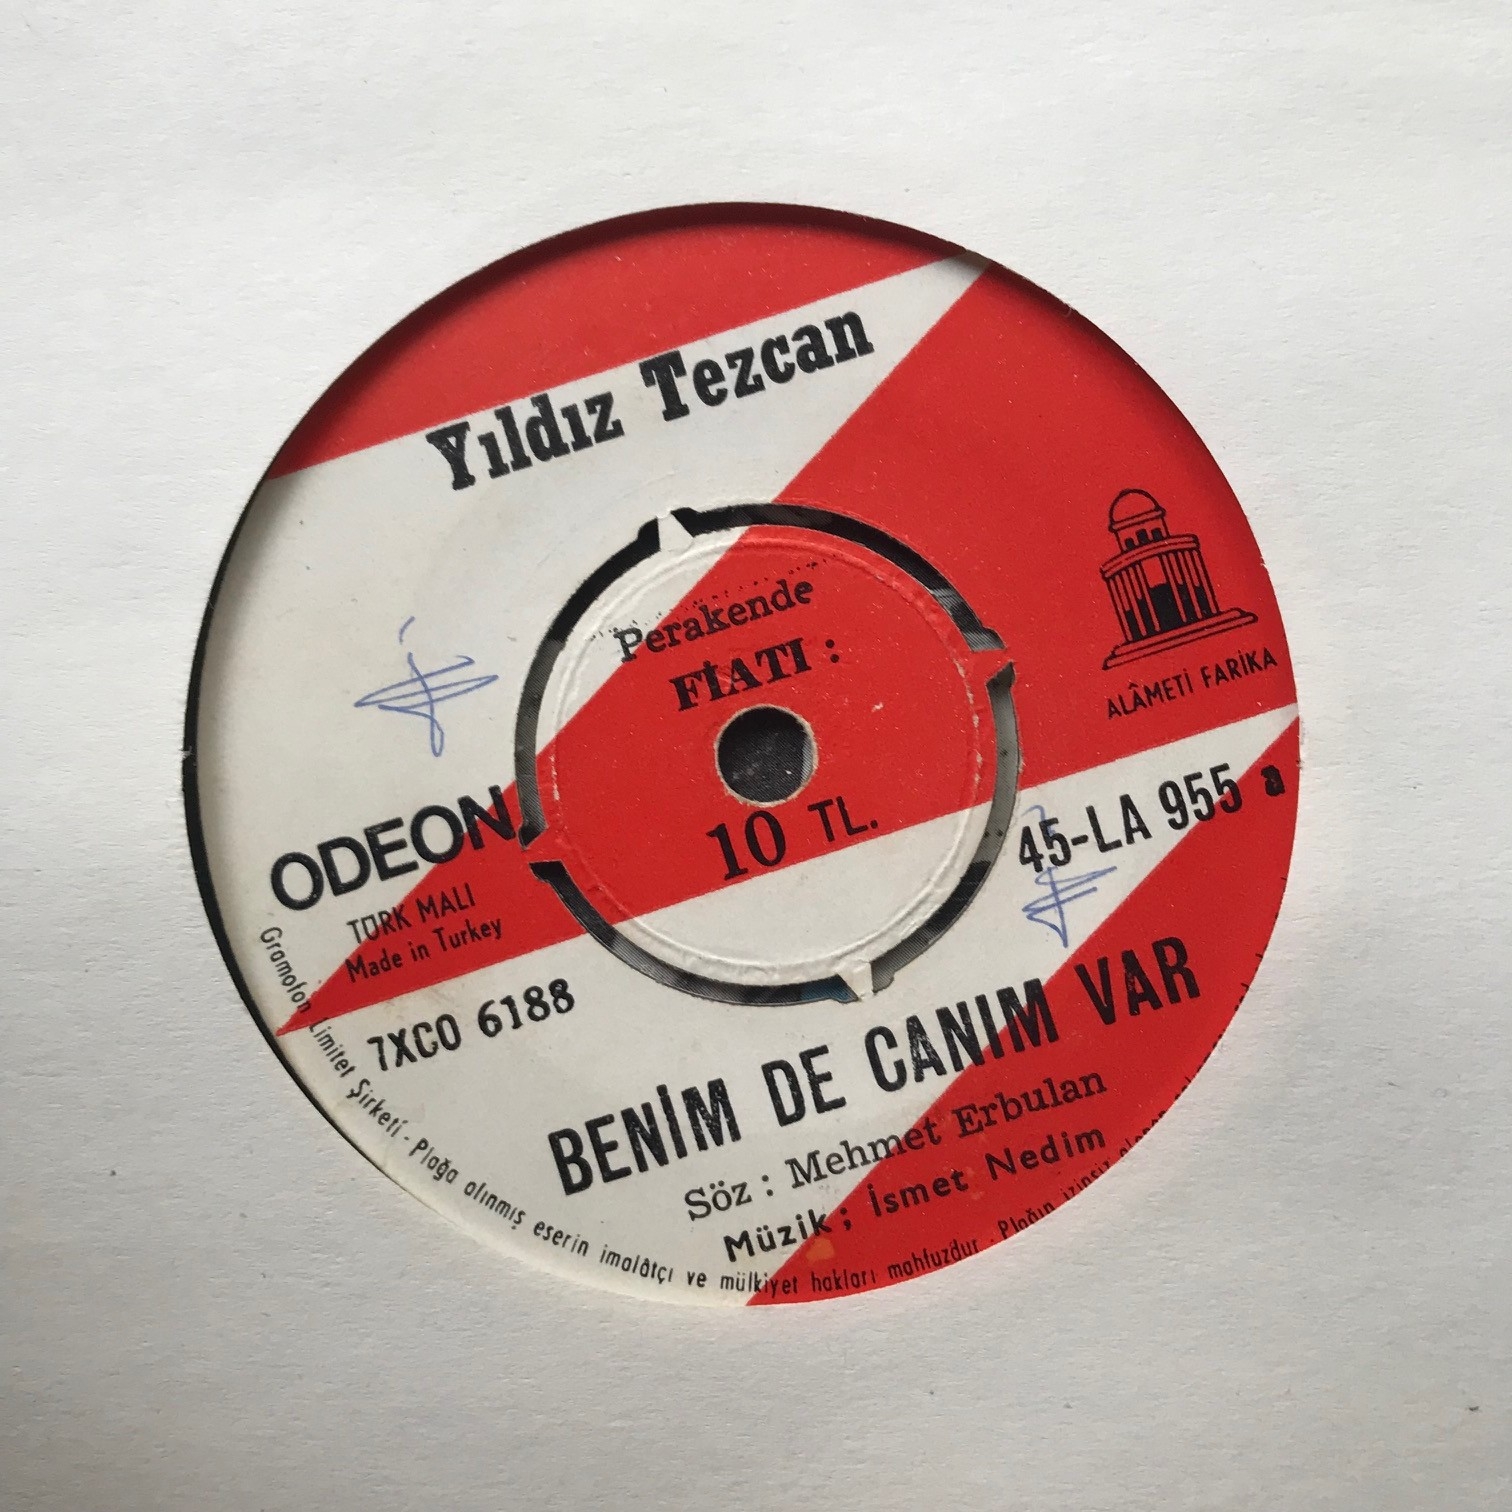 Yıldız Tezcan
Perakende
FİATI :
10 TL.
ALÂMETİ FARİKA
ODEON
TÜRK MALI
Made in Turkey
45-LA 955 a
7XCO 6188
BENİM DE CANIM VAR
Söz : Mehmet Erbulan
Müzik ; İsmet Nedim
Gramofon Limitet Şirketi - Plağa alınmış eserin imalâtçı ve mülkiyet hakları mahfuzdur - Plağın izinsiz